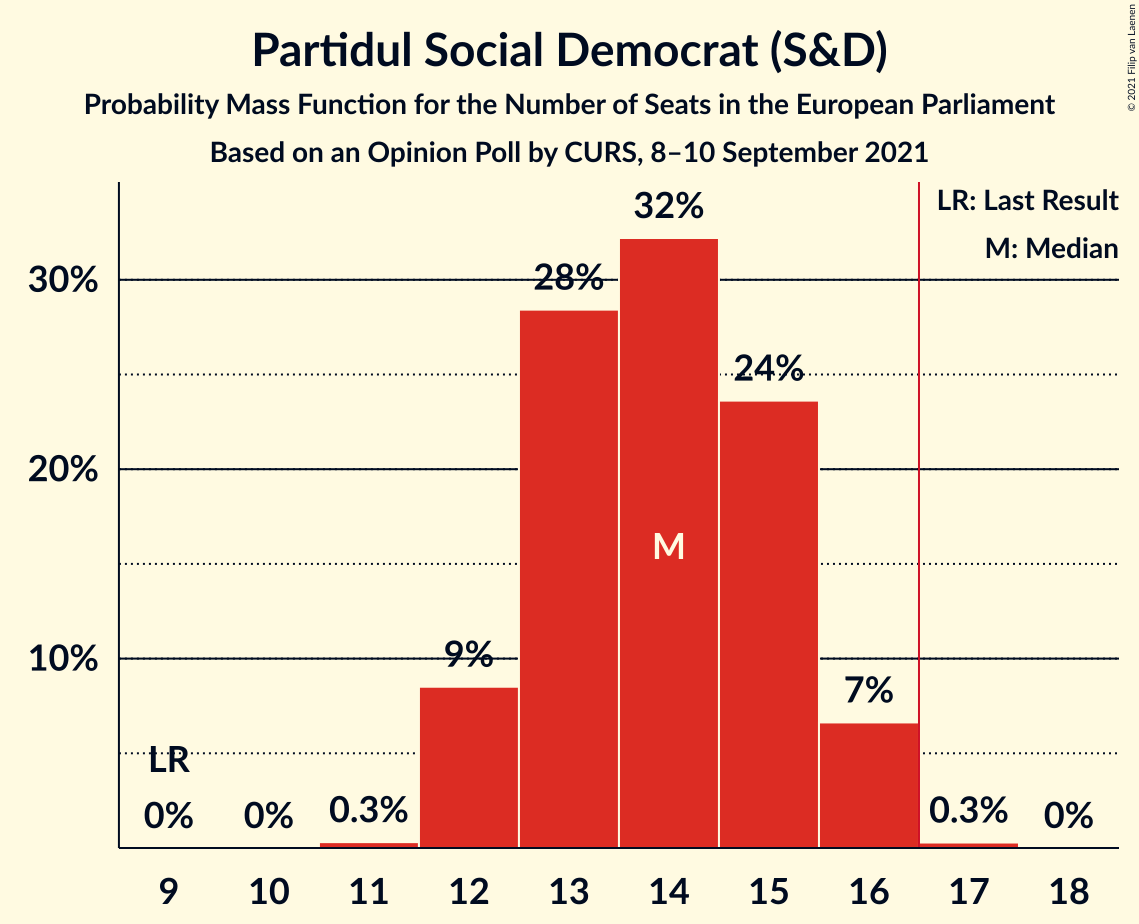 Partidul Social Democrat (S&D)
Probability Mass Function for the Number of Seats in the European Parliament
Based on an Opinion Poll by CURS, 8–10 September 2021
© 2021 Filip van Laenen
LR: Last Result
M: Median
30%
20%
10%
LR
0%
0%
0.3%
9%
28%
32%
M
24%
7%
0.3%
0%
9
10
11
12
13
14
15
16
17
18